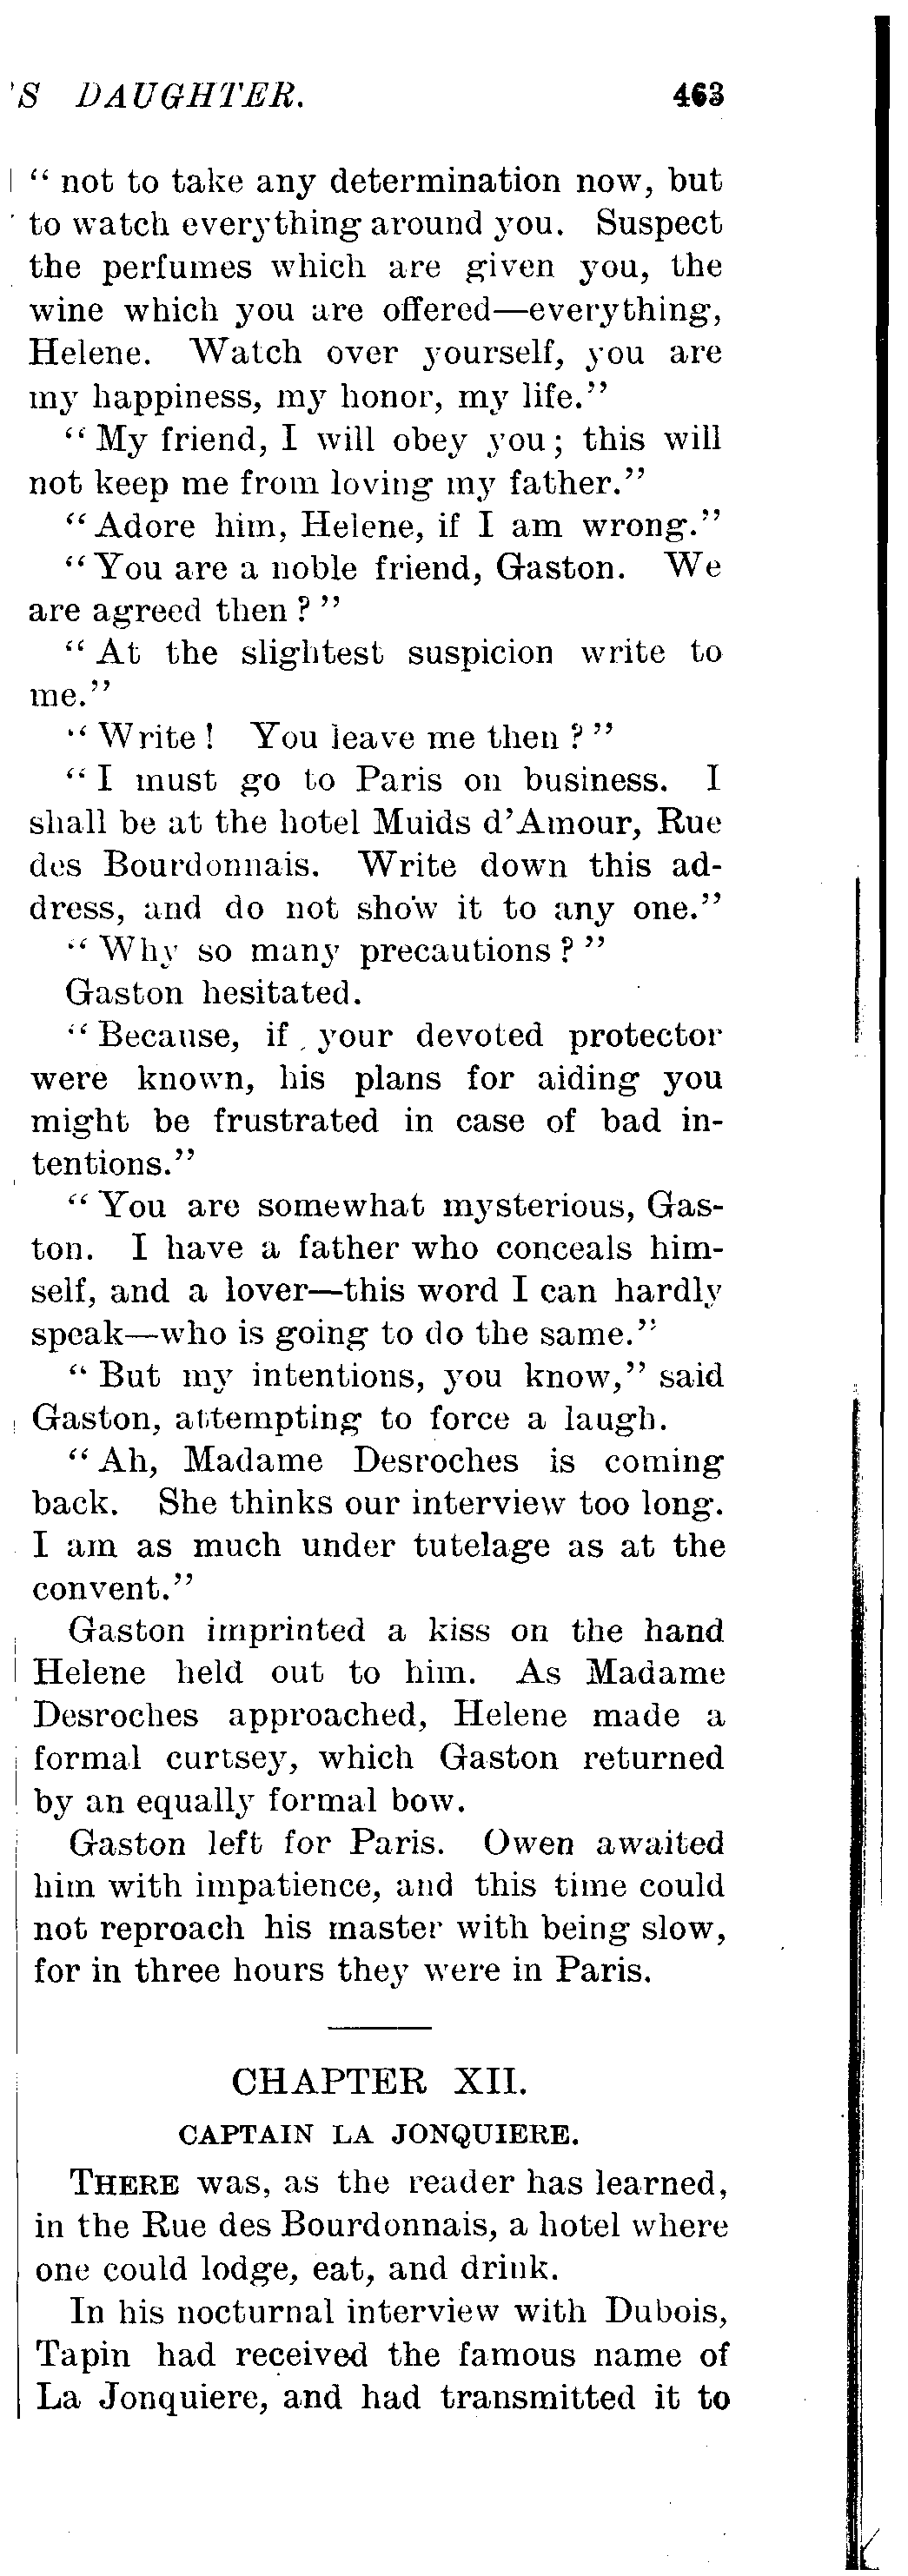 'S DAUGHTER. 463
" not to take any determination now, but
to watch everything around you. Suspect
the perfumes which are given you, the
wine which you are offered—everything,
Helene. Watch over yourself, you are
my happiness, my honor, my life."
"My friend, I will obey you; this will
not keep me from loving my father."
"Adore him, Helene, if I am wrong."
"You are a noble friend, Gaston. We
are agreed then?"
"At the slightest suspicion write to
me."
"Write! You leave me then?"
"I must go to Paris on business. I
shall be at the hotel Muids d'Amour, Rue
des Bourdonnais. Write down this ad-
dress, and do not show it to any one."
"Why so many precautions?"
Gaston hesitated.
"Because, if your devoted protector
were known, his plans for aiding you
might be frustrated in case of bad in-
tentions."
"You are somewhat mysterious, Gas-
ton. I have a father who conceals him-
self, and a lover—this word I can hardly
speak—who is going to do the same."
"But my intentions, you know," said
Gaston, attempting to force a laugh.
"Ah, Madame Desroches is coming
back. She thinks our interview too long.
I am as much under tutelage as at the
convent."
Gaston imprinted a kiss on the hand
Helene held out to him. As Madame
Desroches approached, Helene made a
formal curtsey, which Gaston returned
by an equally formal bow.
Gaston left for Paris. Owen awaited
him with impatience, and this time could
not reproach his master with being slow,
for in three hours they were in Paris.
CHAPTER XII.
CAPTAIN LA JONQUIERE.
THERE was, as the reader has learned,
in the Rue des Bourdonnais, a hotel where
one could lodge, eat, and drink.
In his nocturnal interview with Dubois,
Tapin had received the famous name of
La Jonquiere, and had transmitted it to